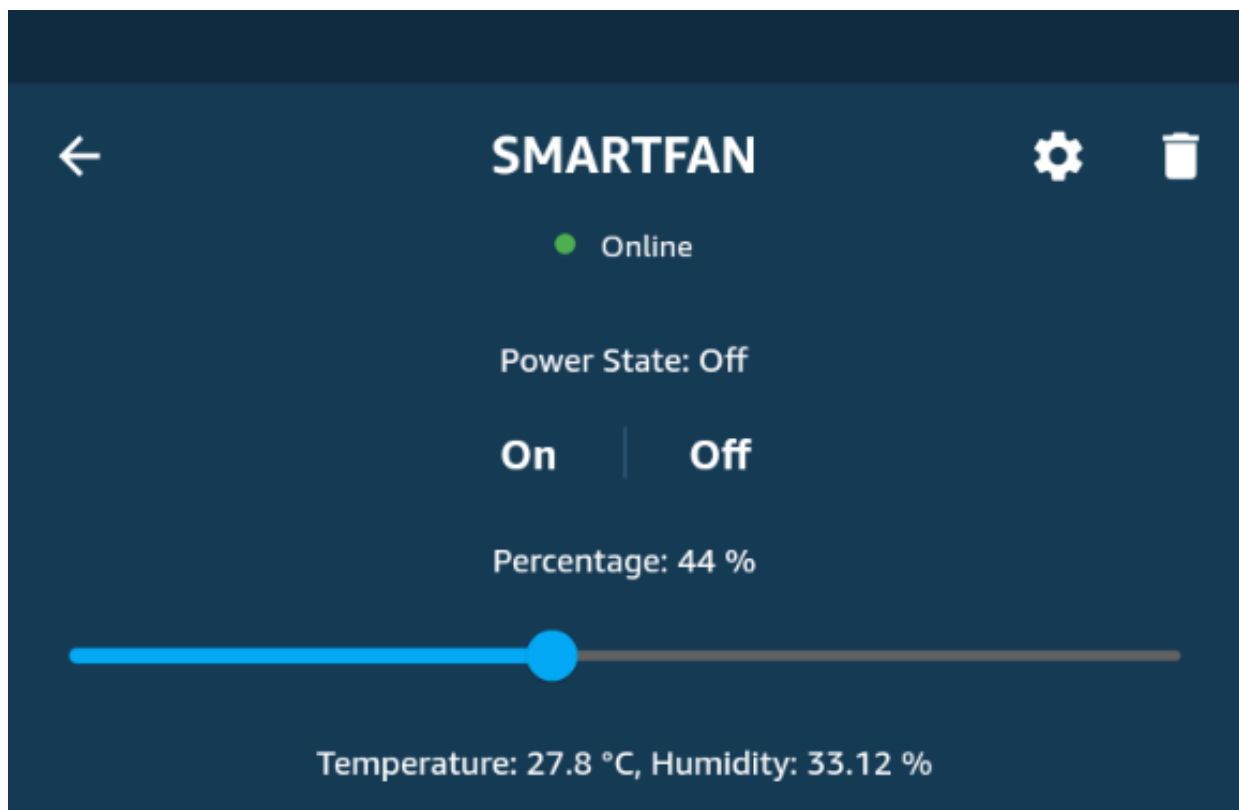 SMARTFAN
Online
Power State: Off
On Off
Percentage: 44 %
Temperature: 27.8 °C, Humidity: 33.12 %